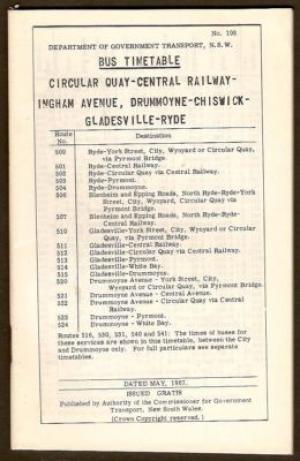 No. 108
DEPARTMENT OF GOVERNMENT TRANSPORT, N.S.W.
BUS TIMETABLE
CIRCULAR QUAY-CENTRAL RAILWAY-
INGHAM AVENUE, DRUMMOYNE-CHISWICK-
GLADESVILLE-RYDE
Route No. Destination
500 Ryde-York Street, City, Wynyard or Circular Quay,
via Pyrmont Bridge.
501 Ryde-Central Railway.
502 Ryde-Circular Quay via Central Railway.
503 Ryde-Pyrmont.
504 Ryde-Drummoyne.
506 Blenheim and Epping Roads, North Ryde-Ryde-York
Street, City, Wynyard, Circular Quay via
Pyrmont Bridge.
507 Blenheim and Epping Roads, North Ryde-Ryde-
Central Railway.
510 Gladesville-York Street, City, Wynyard or Circular
Quay, via Pyrmont Bridge.
511 Gladesville-Central Railway.
512 Gladesville-Circular Quay via Central Railway.
513 Gladesville-Pyrmont.
514 Gladesville-White Bay.
515 Gladesville-Drummoyne.
520 Drummoyne Avenue - York Street, City,
Wynyard or Circular Quay, via Pyrmont Bridge.
521 Drummoyne Avenue - Central Avenue.
522 Drummoyne Avenue - Circular Quay via Central
Railway.
523 Drummoyne - Pyrmont.
524 Drummoyne - White Bay.
Routes 516, 530, 531, 540 and 541: The times of buses for
these services are shown in this timetable, between the City
and Drummoyne only. For full particulars see separate
timetables.
DATED MAY, 1967.
ISSUED GRATIS
Published by Authority of the Commissioner for Government
Transport, New South Wales.
(Crown Copyright reserved.)